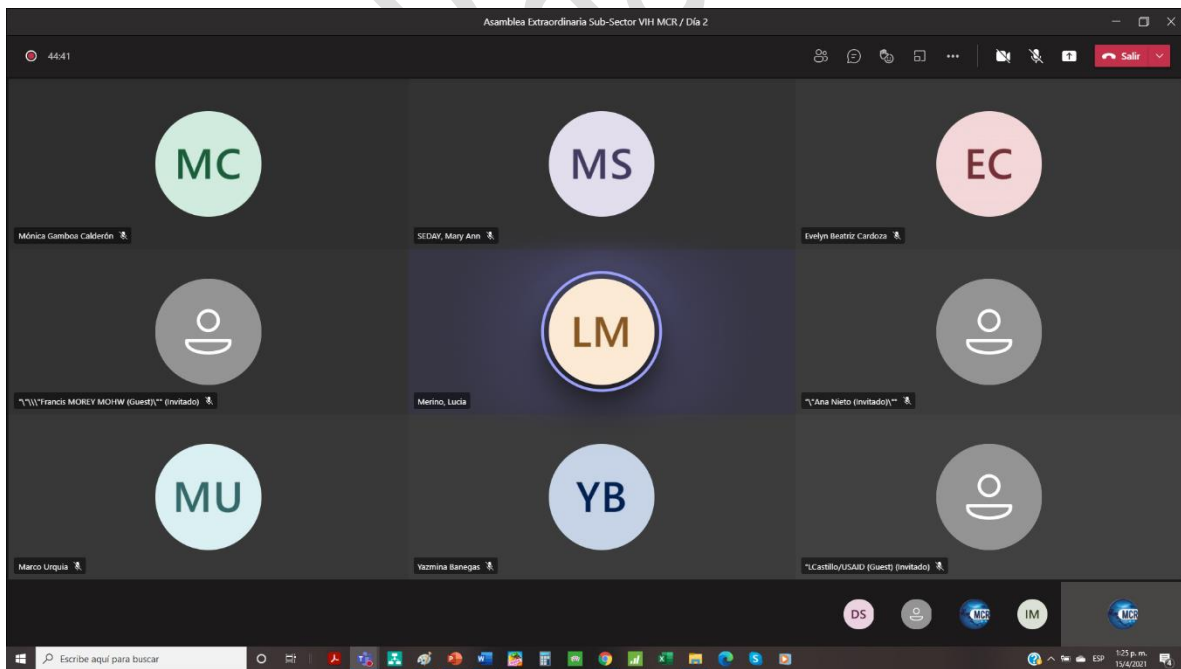 Asamblea Extraordinaria Sub-Sector VIH MCR / Día 2
44:41
Salir
MC
MS
EC
Mónica Gamboa Calderón
SEDAY, Mary Ann
Evelyn Beatriz Cardoza
LM
"\"\\\"Francis MOREY MOHW (Guest)\"" (Invitado)
Merino, Lucia
"\"Ana Nieto (Invitado)\""
MU
YB
Marco Urquia
Yazmina Banegas
"LCastillo/USAID (Guest) (Invitado)
DS
MCR
IM
MCR
Escribe aquí para buscar
ESP
1:25 p. m.
15/4/2021